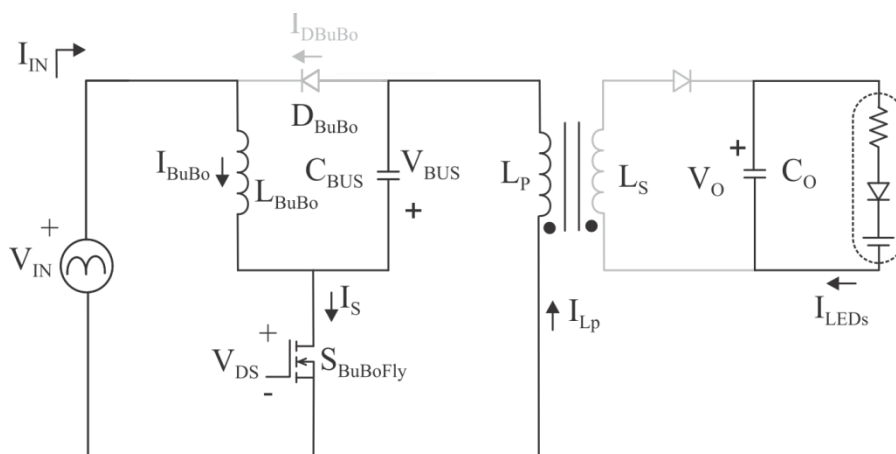 I_DBuBo
I_IN
D_BuBo
I_BuBo
L_BuBo
C_BUS
V_BUS
+
L_P
L_S
+
V_O
C_O
+
V_IN
I_S
I_Lp
I_LEDs
+
V_DS
-
S_BuBoFly